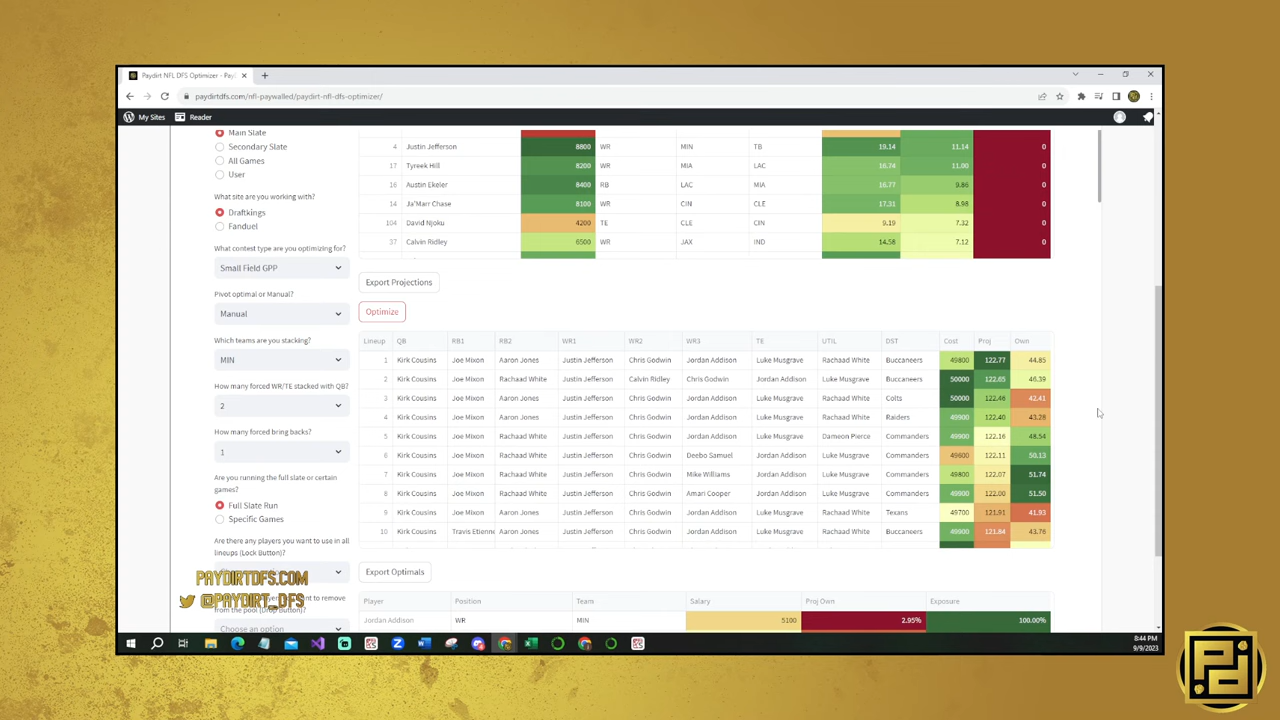 Paydirt NFL DFS Optimizer - Pay
paydirtdfs.com/nfl-paywalled/paydirt-nfl-dfs-optimizer/
My Sites Reader
Main Slate
Secondary Slate
All Games
User
What site are you working with?
Draftkings
Fanduel
What contest type are you optimizing for?
Small Field GPP
Pivot optimal or Manual?
Manual
Which teams are you stacking?
MIN
How many forced WR/TE stacked with QB?
2
How many forced bring backs?
1
Are you running the full slate or certain
games?
Full Slate Run
Specific Games
Are there any players you want to use in all
lineups (Lock Button)?
PAYDIRTDFS.COM
@PAYDIRT_DFS
from the pool (Drop Button)?
Choose an option
4 Justin Jefferson 8800 WR MIN TB 19.14 11.14 0
17 Tyreek Hill 8200 WR MIA LAC 16.74 11.00 0
16 Austin Ekeler 8400 RB LAC MIA 16.77 9.86 0
14 Ja'Marr Chase 8100 WR CIN CLE 17.31 8.98 0
104 David Njoku 4200 TE CLE CIN 9.19 7.32 0
37 Calvin Ridley 6500 WR JAX IND 14.58 7.12 0
Export Projections
Optimize
Lineup QB RB1 RB2 WR1 WR2 WR3 TE UTIL DST Cost Proj Own
1 Kirk Cousins Joe Mixon Aaron Jones Justin Jefferson Chris Godwin Jordan Addison Luke Musgrave Rachaad White Buccaneers 49800 122.77 44.85
2 Kirk Cousins Joe Mixon Rachaad White Justin Jefferson Calvin Ridley Chris Godwin Jordan Addison Luke Musgrave Buccaneers 50000 122.65 46.39
3 Kirk Cousins Joe Mixon Aaron Jones Justin Jefferson Chris Godwin Jordan Addison Luke Musgrave Rachaad White Colts 50000 122.46 42.41
4 Kirk Cousins Joe Mixon Aaron Jones Justin Jefferson Chris Godwin Jordan Addison Luke Musgrave Rachaad White Raiders 49900 122.40 43.28
5 Kirk Cousins Joe Mixon Rachaad White Justin Jefferson Chris Godwin Jordan Addison Luke Musgrave Dameon Pierce Commanders 49900 122.16 48.54
6 Kirk Cousins Joe Mixon Rachaad White Justin Jefferson Chris Godwin Deebo Samuel Jordan Addison Luke Musgrave Commanders 49600 122.11 50.13
7 Kirk Cousins Joe Mixon Rachaad White Justin Jefferson Chris Godwin Mike Williams Jordan Addison Luke Musgrave Commanders 49800 122.07 51.74
8 Kirk Cousins Joe Mixon Rachaad White Justin Jefferson Chris Godwin Amari Cooper Jordan Addison Luke Musgrave Commanders 49900 122.00 51.50
9 Kirk Cousins Joe Mixon Aaron Jones Justin Jefferson Chris Godwin Jordan Addison Luke Musgrave Rachaad White Texans 49700 121.91 41.93
10 Kirk Cousins Travis Etienne Aaron Jones Justin Jefferson Chris Godwin Jordan Addison Luke Musgrave Rachaad White Buccaneers 49900 121.84 43.76
Export Optimals
Player Position Team Salary Proj Own Exposure
Jordan Addison WR MIN 5100 2.95% 100.00%
8:44 PM
9/9/2023